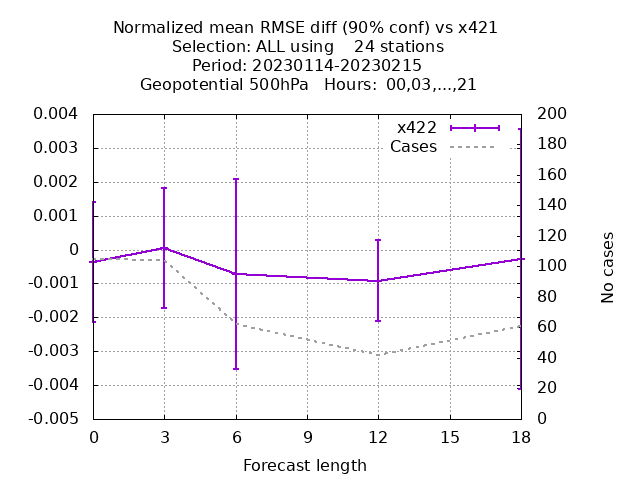 Normalized mean RMSE diff (90% conf) vs x421
Selection: ALL using    24 stations
Period: 20230114-20230215
Geopotential 500hPa   Hours:  00,03,...,21
x422
Cases
0.004
0.003
0.002
0.001
0
-0.001
-0.002
-0.003
-0.004
-0.005
200
180
160
140
120
100
80
60
40
20
0
No cases
0 3 6 9 12 15 18
Forecast length